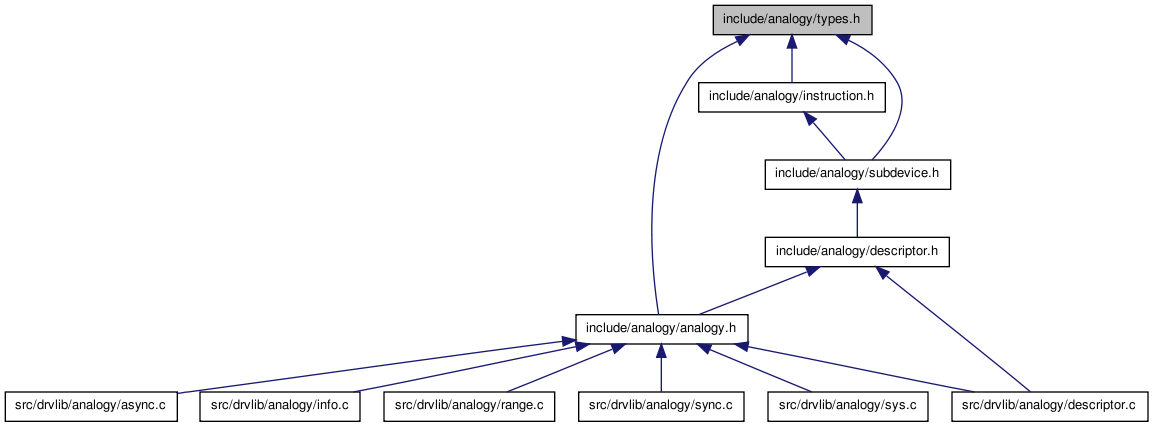 include/analogy/types.h
include/analogy/instruction.h
include/analogy/subdevice.h
include/analogy/descriptor.h
include/analogy/analogy.h
src/drvlib/analogy/async.c
src/drvlib/analogy/info.c
src/drvlib/analogy/range.c
src/drvlib/analogy/sync.c
src/drvlib/analogy/sys.c
src/drvlib/analogy/descriptor.c